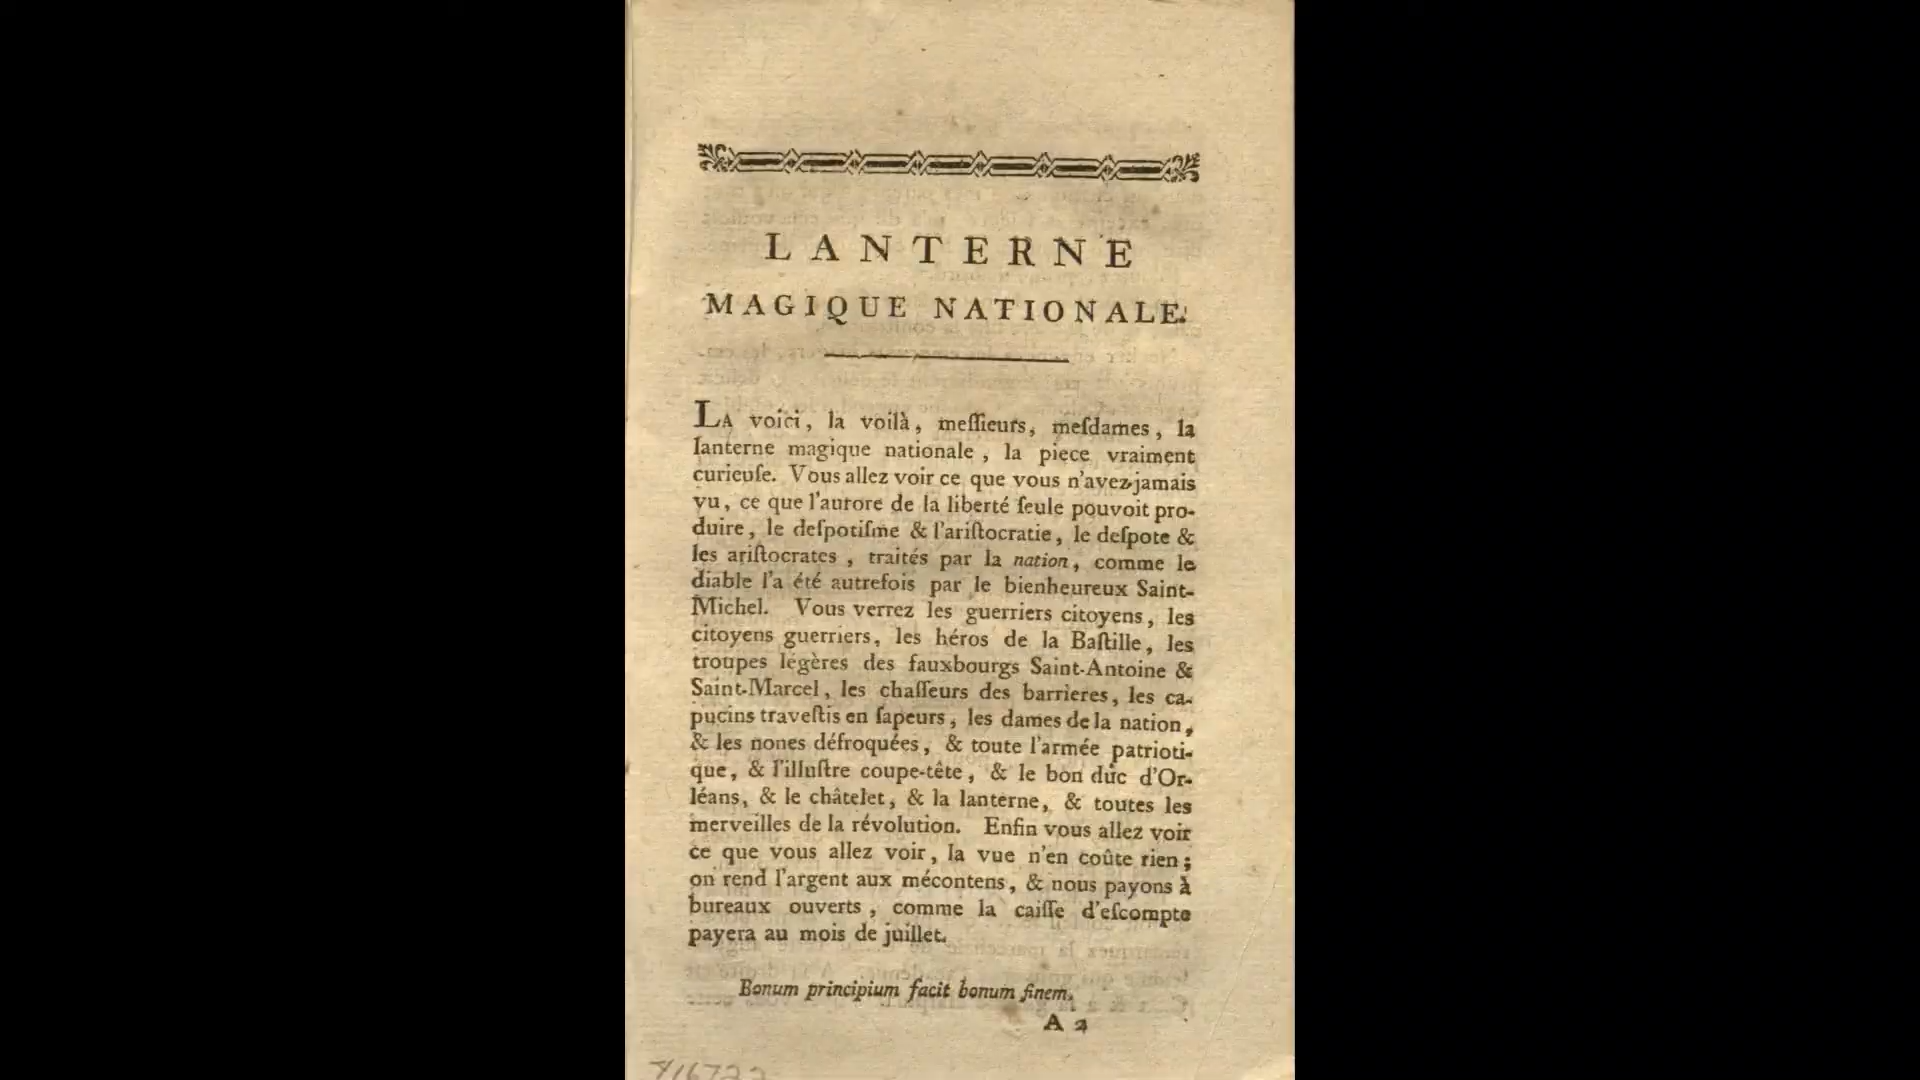 LANTERNE
MAGIQUE NATIONALE.
LA voici, la voilà, meſſieurs, meſdames, la
lanterne magique nationale, la piece vraiment
curieuſe. Vous allez voir ce que vous n'avez jamais
vu, ce que l'aurore de la liberté ſeule pouvoit pro-
duire, le deſpotiſme & l'ariſtocratie, le deſpote &
les ariſtocrates, traités par la nation, comme le
diable l'a été autrefois par le bienheureux Saint-
Michel. Vous verrez les guerriers citoyens, les
citoyens guerriers, les héros de la Baſtille, les
troupes légères des fauxbourgs Saint-Antoine &
Saint-Marcel, les chaſſeurs des barrieres, les ca-
pucins traveſtis en ſapeurs, les dames de la nation,
& les nones défroquées, & toute l'armée patrioti-
que, & l'illuſtre coupe-tête, & le bon duc d'Or-
léans, & le châtelet, & la lanterne, & toutes les
merveilles de la révolution. Enfin vous allez voir
ce que vous allez voir, la vue n'en coûte rien;
on rend l'argent aux mécontens, & nous payons à
bureaux ouverts, comme la caiſſe d'eſcompte
payera au mois de juillet.
Bonum principium facit bonum finem.
A 2